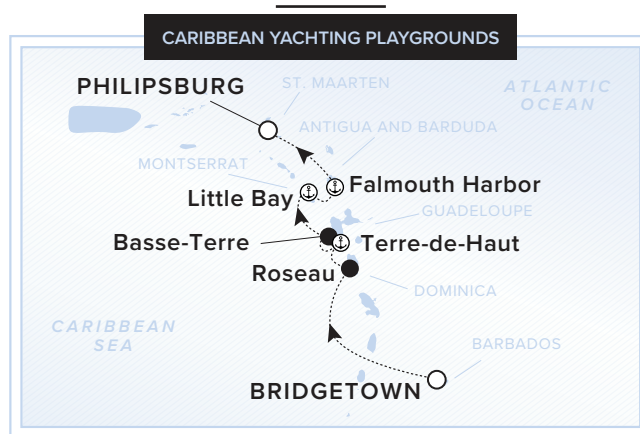 CARIBBEAN YACHTING PLAYGROUNDS
PHILIPSBURG
ST. MAARTEN
ATLANTIC
OCEAN
ANTIGUA AND BARDUDA
MONTSERRAT
Little Bay
Falmouth Harbor
GUADELOUPE
Basse-Terre
Terre-de-Haut
Roseau
DOMINICA
CARIBBEAN
SEA
BARBADOS
BRIDGETOWN